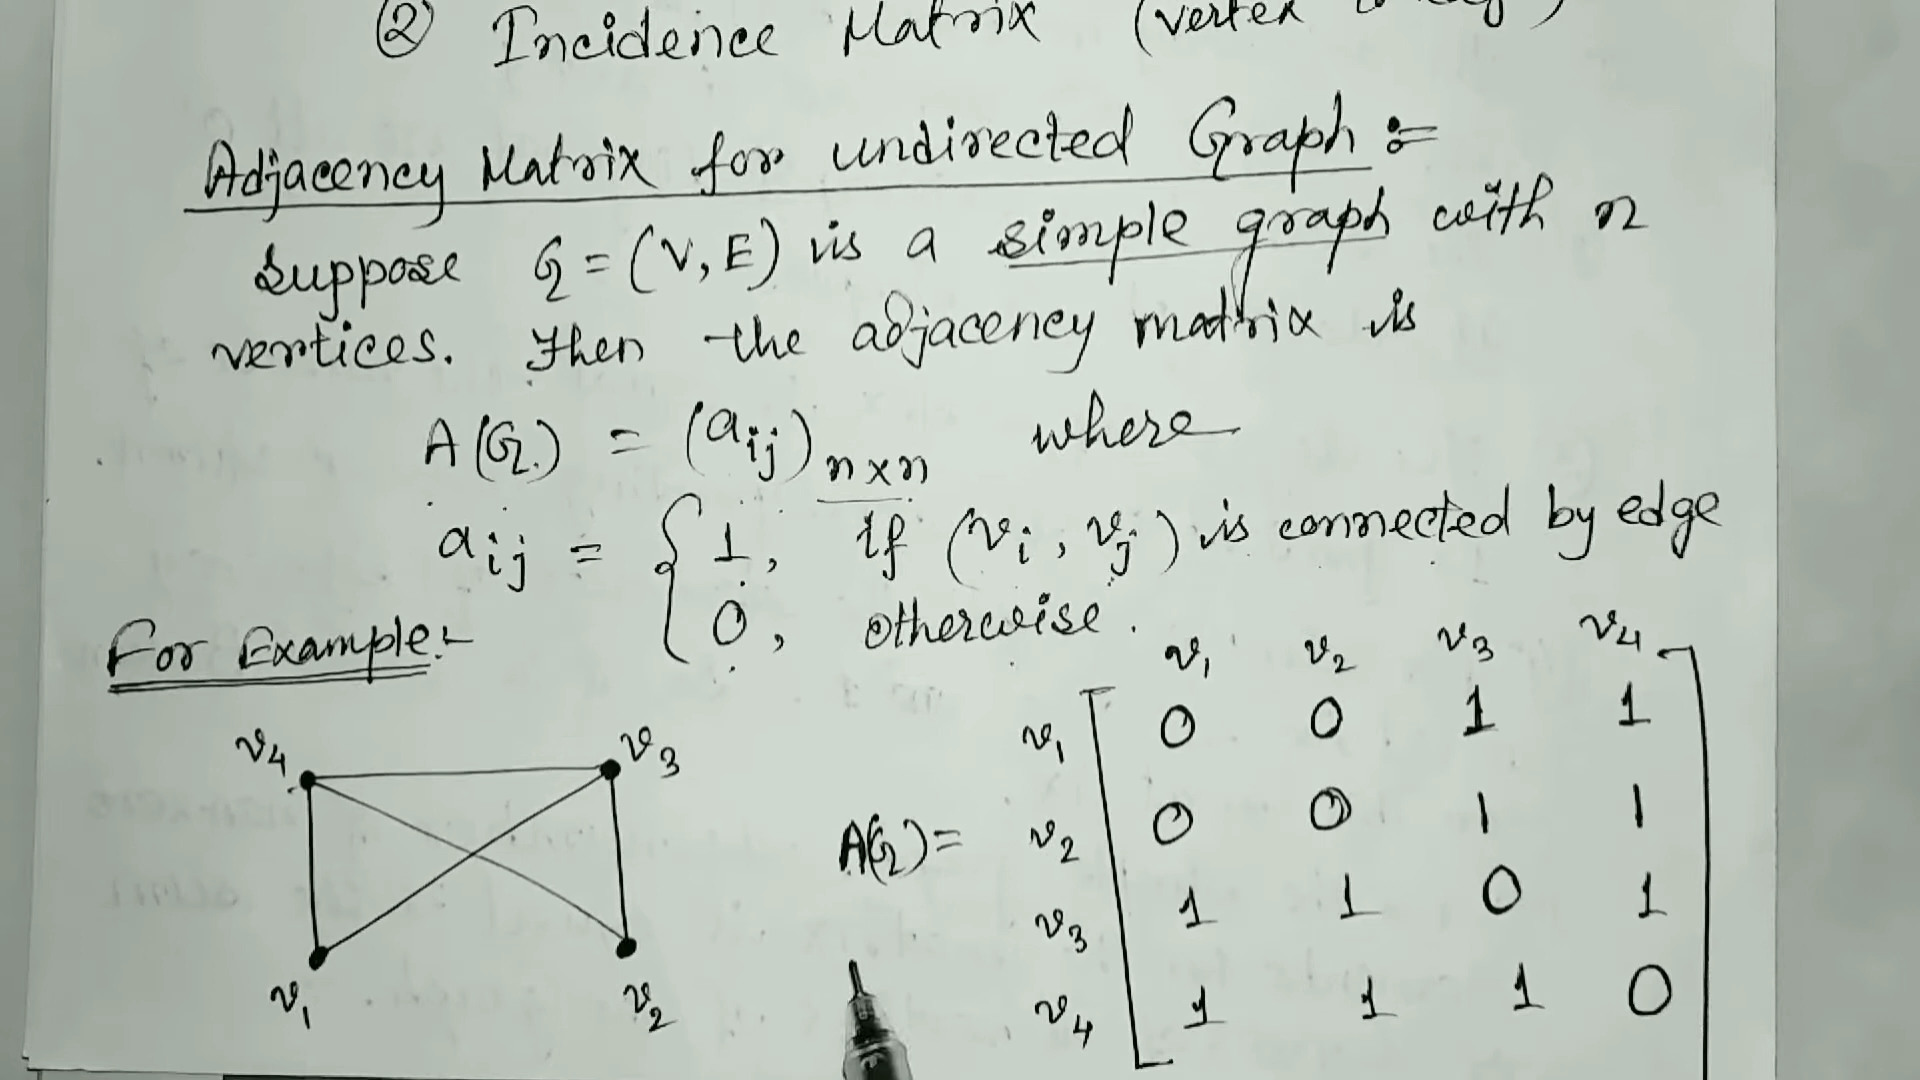 ② Incidence Matrix (vertex
Adjacency Matrix for undirected Graph :=
Suppose G = (V, E) is a simple graph with n
vertices. Then the adjacency matrix is
A(G) = (aij)n×n where
aij = { 1, if (vi, vj) is connected by edge
0, otherwise.
For Example:-
v4 v3
v1 v2
v1 v2 v3 v4
v1 0 0 1 1
A(G) = v2 0 0 1 1
v3 1 1 0 1
v4 1 1 1 0